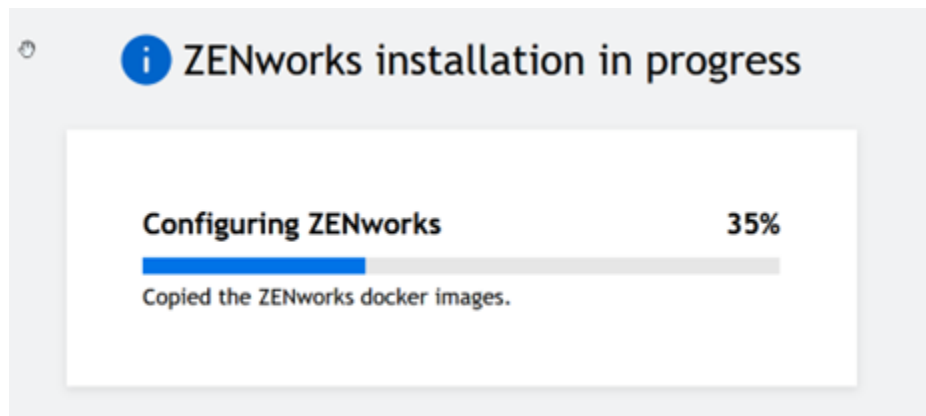 ZENworks installation in progress
Configuring ZENworks 35%
Copied the ZENworks docker images.